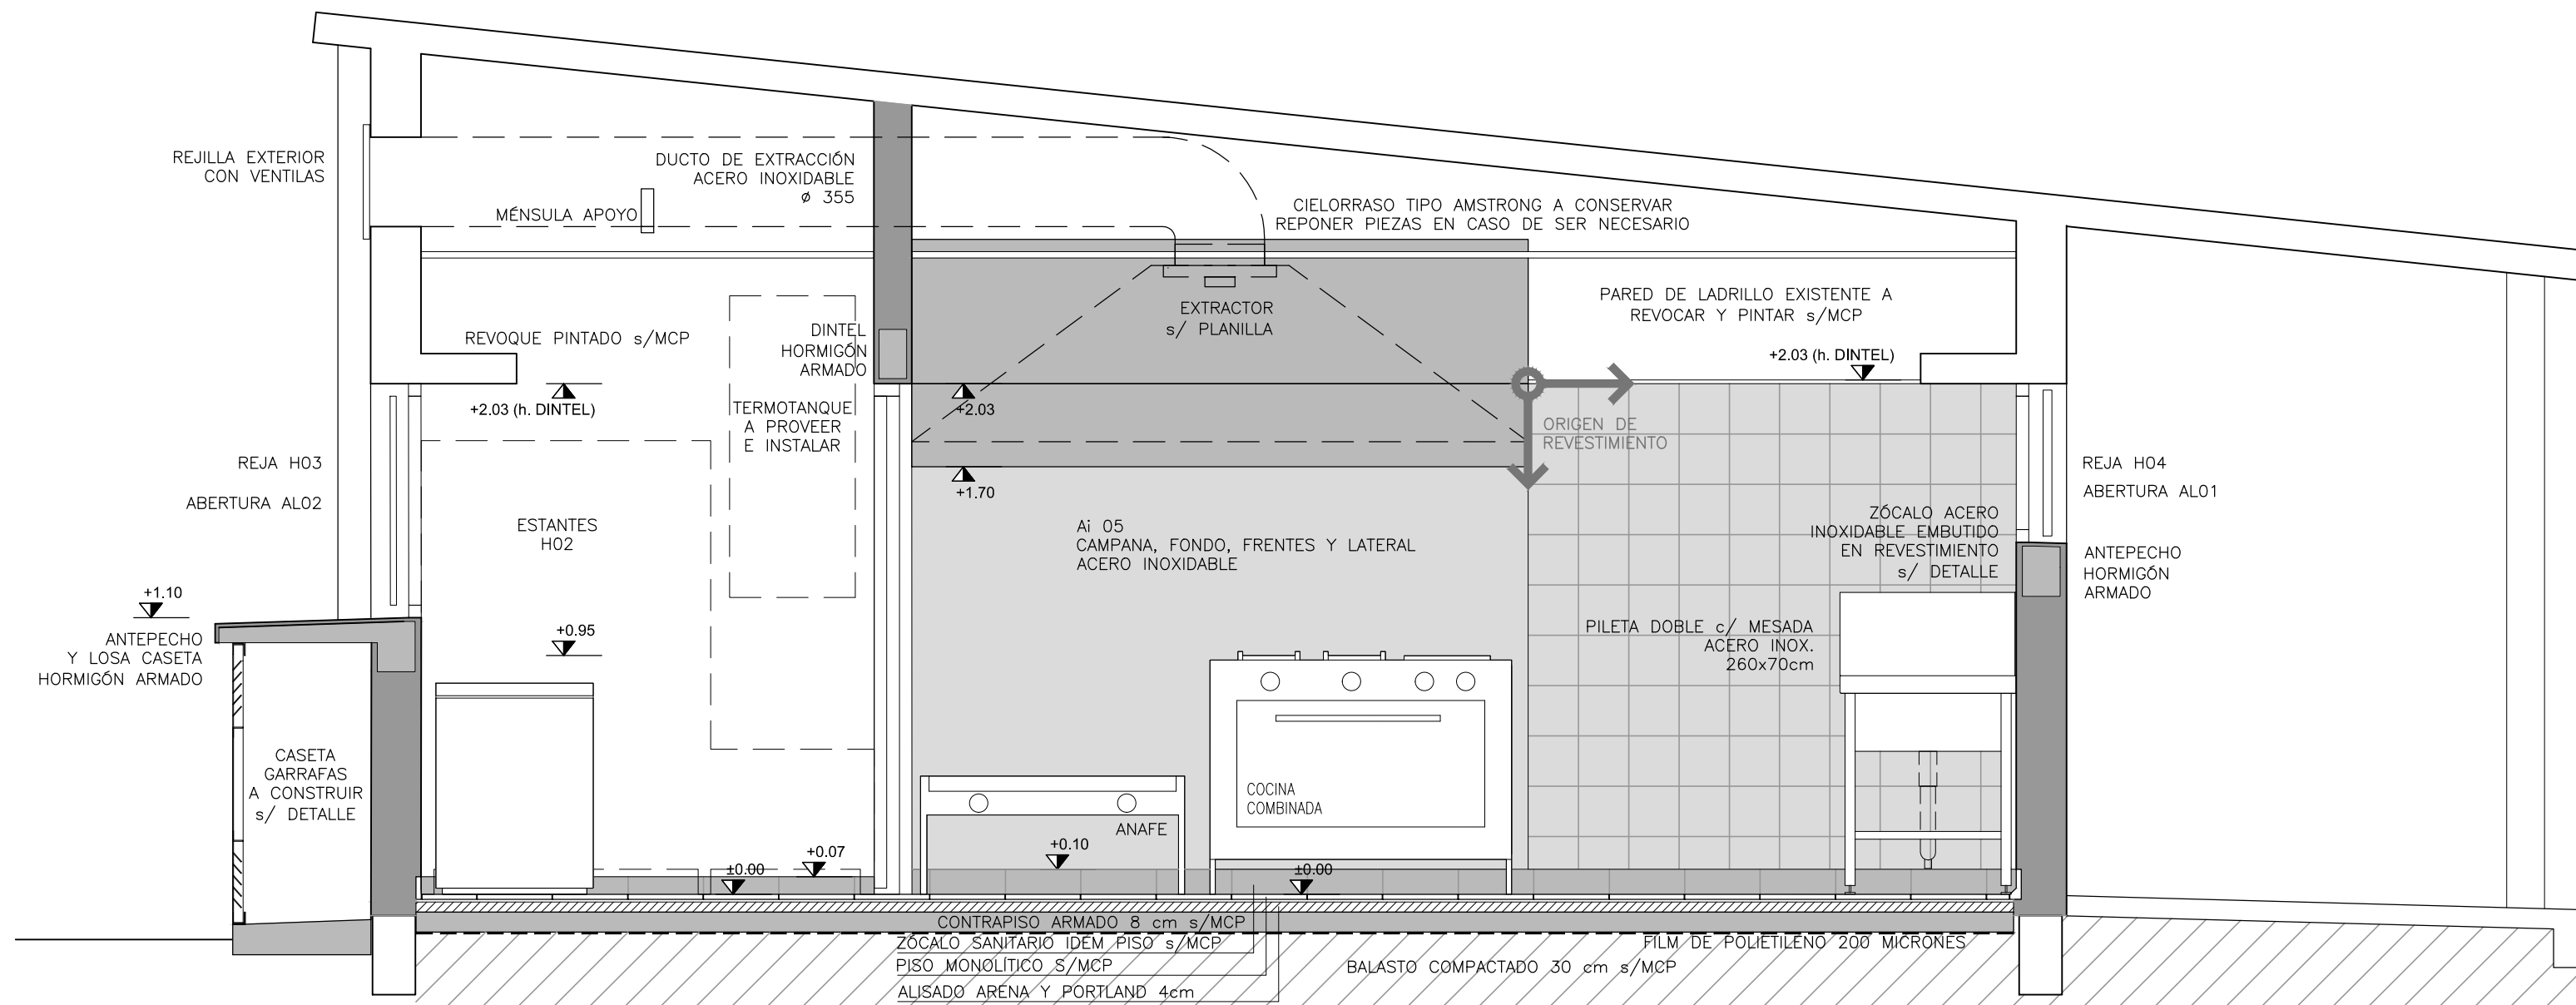 REJILLA EXTERIOR
CON VENTILAS
DUCTO DE EXTRACCIÓN
ACERO INOXIDABLE
ø 355
MÉNSULA APOYO
CIELORRASO TIPO AMSTRONG A CONSERVAR
REPONER PIEZAS EN CASO DE SER NECESARIO
REVOQUE PINTADO s/MCP
DINTEL
HORMIGÓN
ARMADO
EXTRACTOR
s/ PLANILLA
PARED DE LADRILLO EXISTENTE A
REVOCAR Y PINTAR s/MCP
+2.03 (h. DINTEL)
+2.03 (h. DINTEL)
TERMOTANQUE
A PROVEER
E INSTALAR
+2.03
ORIGEN DE
REVESTIMIENTO
REJA H03
ABERTURA AL02
+1.70
REJA H04
ABERTURA AL01
ESTANTES
H02
Ai 05
CAMPANA, FONDO, FRENTES Y LATERAL
ACERO INOXIDABLE
ZÓCALO ACERO
INOXIDABLE EMBUTIDO
EN REVESTIMIENTO
s/ DETALLE
ANTEPECHO
HORMIGÓN
ARMADO
+1.10
ANTEPECHO
Y LOSA CASETA
HORMIGÓN ARMADO
+0.95
PILETA DOBLE c/ MESADA
ACERO INOX.
260x70cm
CASETA
GARRAFAS
A CONSTRUIR
s/ DETALLE
COCINA
COMBINADA
ANAFE
+0.10
+0.07
±0.00
±0.00
CONTRAPISO ARMADO 8 cm s/MCP
ZÓCALO SANITARIO IDEM PISO s/MCP
PISO MONOLÍTICO S/MCP
ALISADO ARENA Y PORTLAND 4cm
FILM DE POLIETILENO 200 MICRONES
BALASTO COMPACTADO 30 cm s/MCP